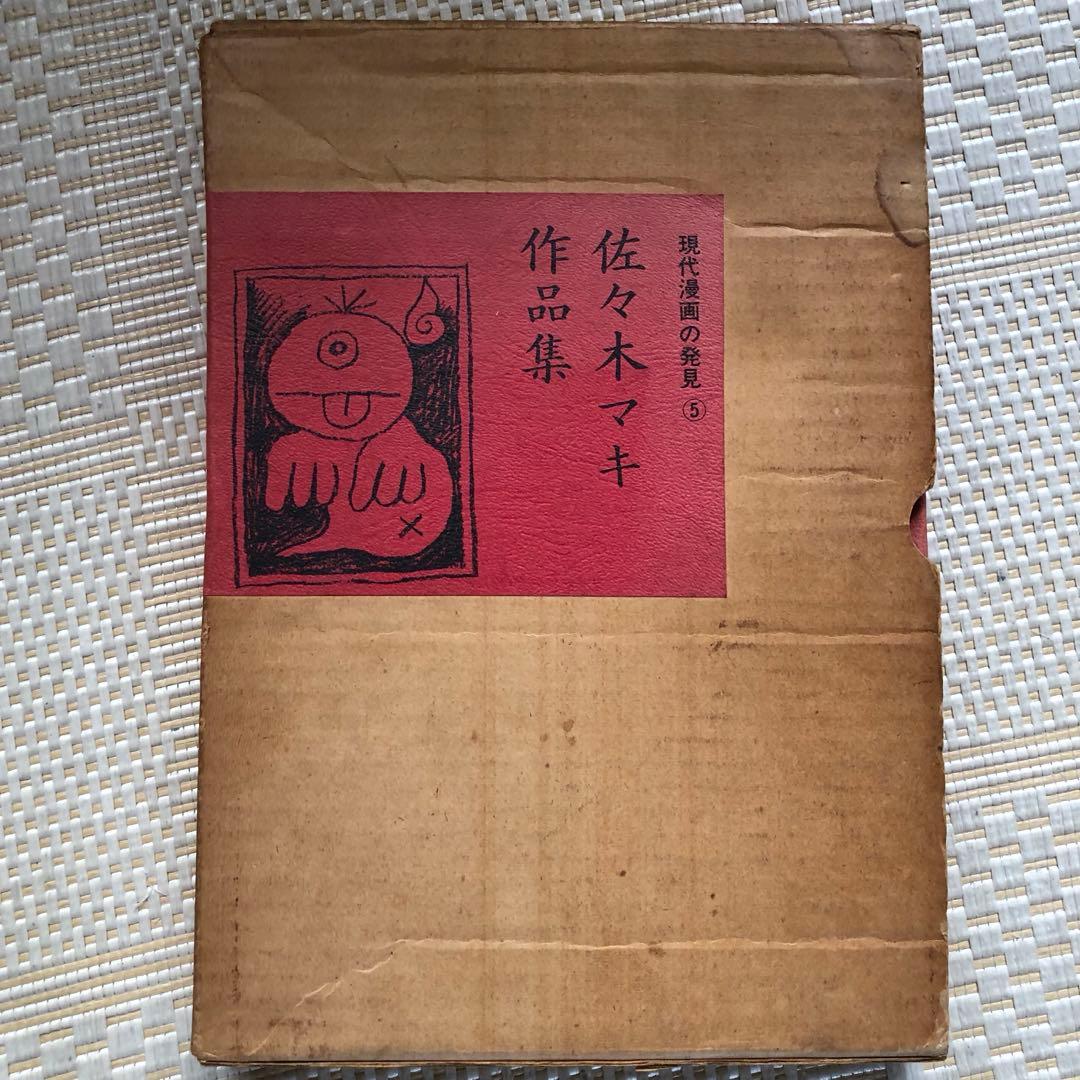 現代漫画の発見⑤
佐々木マキ
作品集